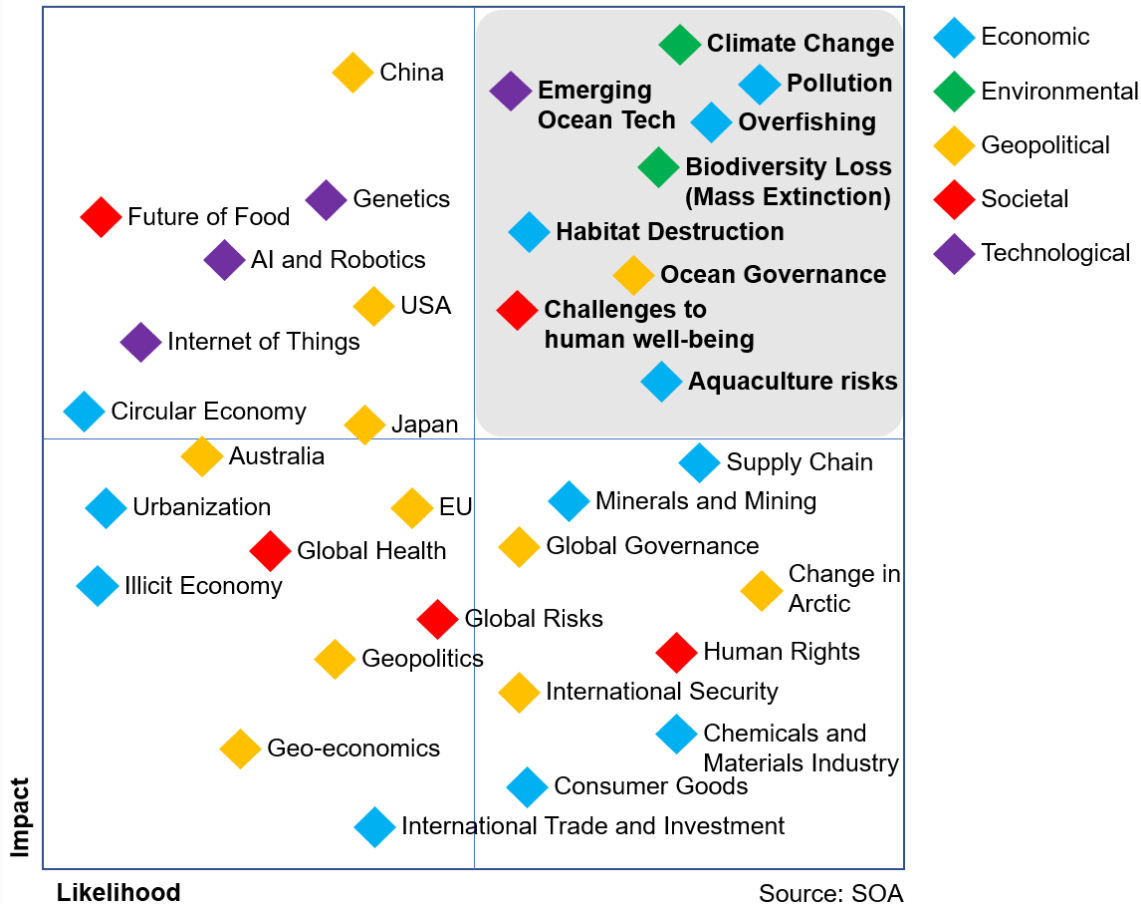 China
Climate Change
Pollution
Emerging
Ocean Tech
Overfishing
Biodiversity Loss
(Mass Extinction)
Genetics
Future of Food
Habitat Destruction
AI and Robotics
Ocean Governance
USA
Challenges to
human well-being
Internet of Things
Aquaculture risks
Circular Economy
Japan
Australia
Supply Chain
Urbanization
EU
Minerals and Mining
Global Health
Global Governance
Illicit Economy
Change in
Arctic
Global Risks
Geopolitics
Human Rights
International Security
Geo-economics
Chemicals and
Materials Industry
Consumer Goods
International Trade and Investment
Impact
Likelihood
Source: SOA
Economic
Environmental
Geopolitical
Societal
Technological